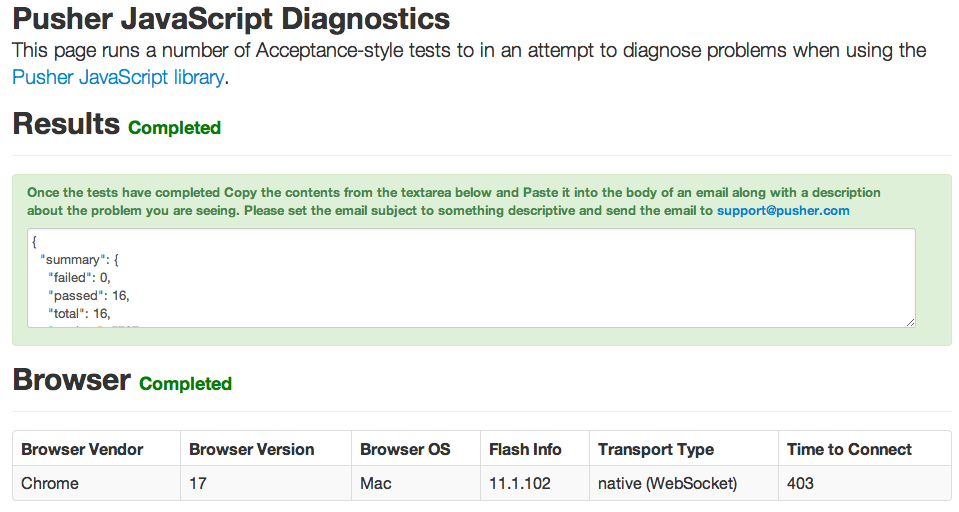 Pusher JavaScript Diagnostics
This page runs a number of Acceptance-style tests to in an attempt to diagnose problems when using the
Pusher JavaScript library.
Results Completed
Once the tests have completed Copy the contents from the textarea below and Paste it into the body of an email along with a description
about the problem you are seeing. Please set the email subject to something descriptive and send the email to support@pusher.com
{
"summary": {
"failed": 0,
"passed": 16,
"total": 16,
Browser Completed
Browser Vendor Browser Version Browser OS Flash Info Transport Type Time to Connect
Chrome 17 Mac 11.1.102 native (WebSocket) 403